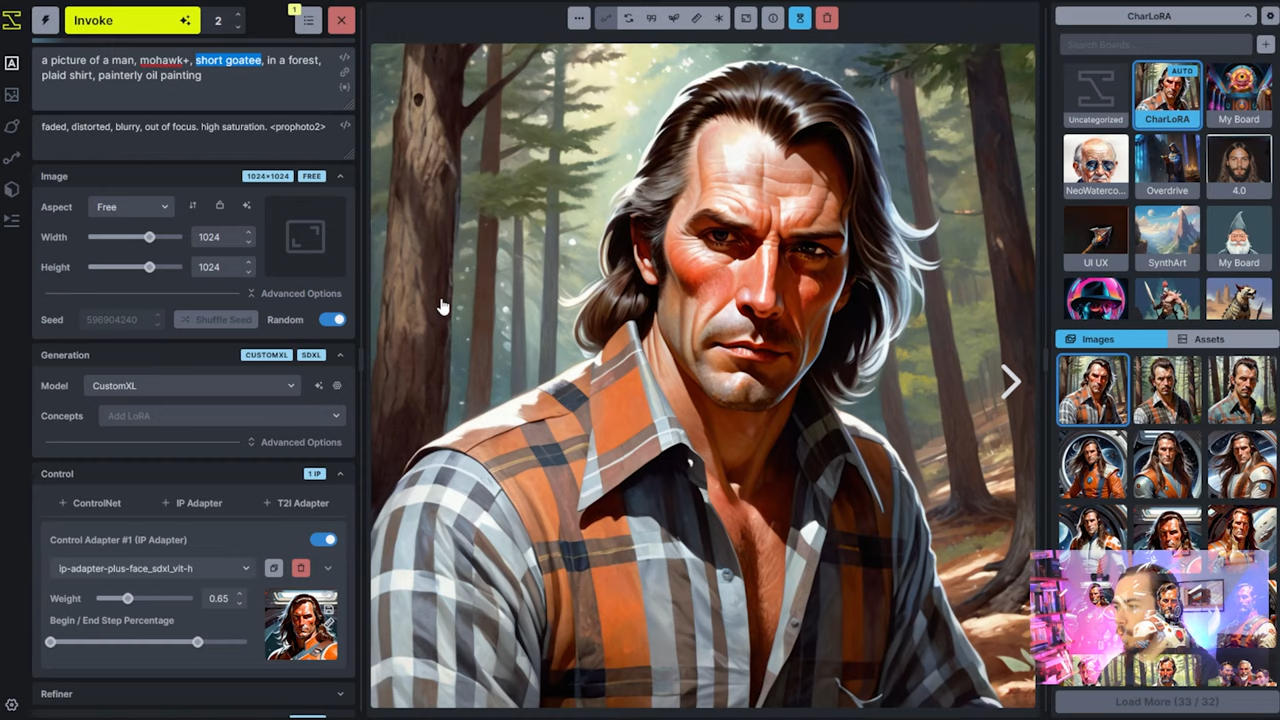 Invoke
2
1
CharLoRA
a picture of a man, mohawk+, short goatee, in a forest,
plaid shirt, painterly oil painting
faded, distorted, blurry, out of focus. high saturation. <prophoto2>
Image
1024×1024
FREE
Aspect
Free
Width
1024
Height
1024
Advanced Options
Seed
596904240
Shuffle Seed
Random
Generation
CUSTOMXL
SDXL
Model
CustomXL
Concepts
Add LoRA
Advanced Options
Control
1 IP
+ ControlNet
+ IP Adapter
+ T2I Adapter
Control Adapter #1 (IP Adapter)
ip-adapter-plus-face_sdxl_vit-h
Weight
0.65
Begin / End Step Percentage
Refiner
Search Boards...
AUTO
Uncategorized
CharLoRA
My Board
NeoWaterco...
Overdrive
4.0
UI UX
SynthArt
My Board
Images
Assets
Load More (33 / 32)